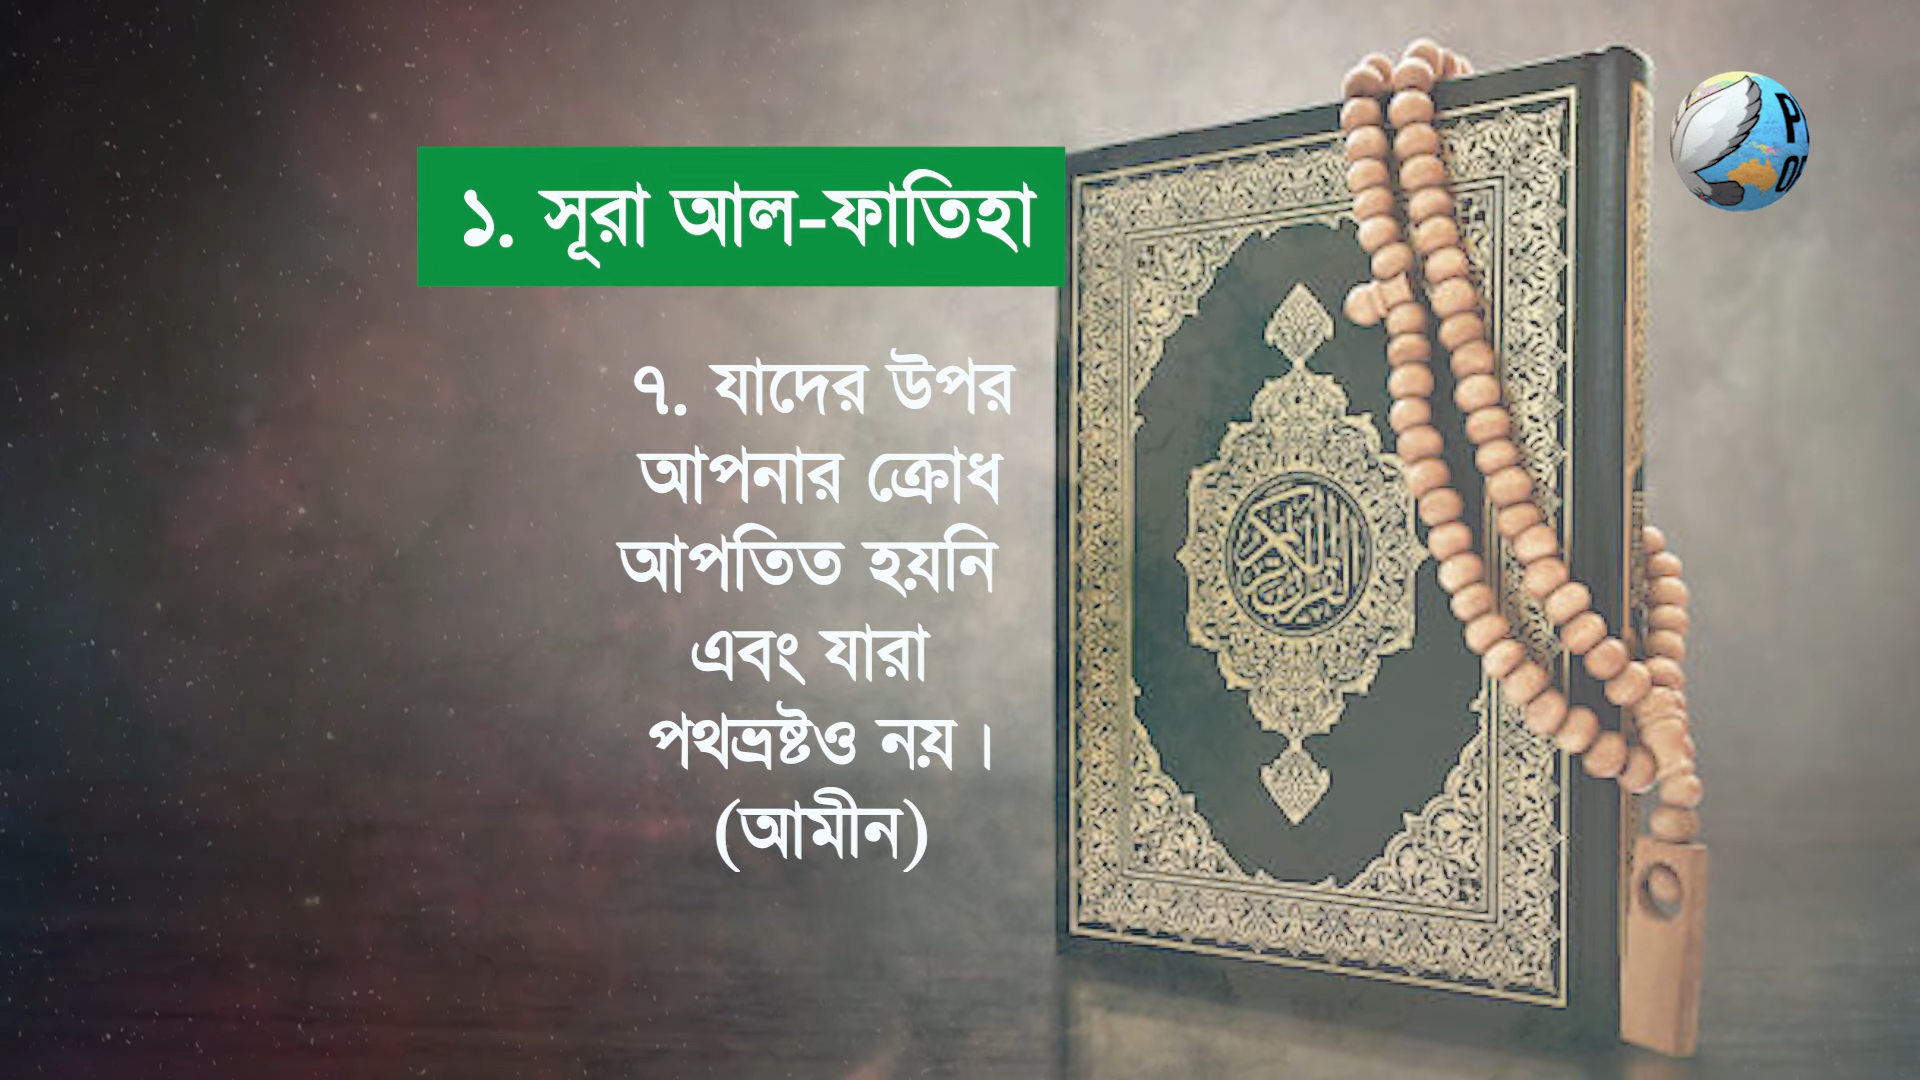 ১. সূরা আল-ফাতিহা
৭. যাদের উপর
আপনার ক্রোধ
আপতিত হয়নি
এবং যারা
পথভ্রষ্টও নয়।
(আমীন)